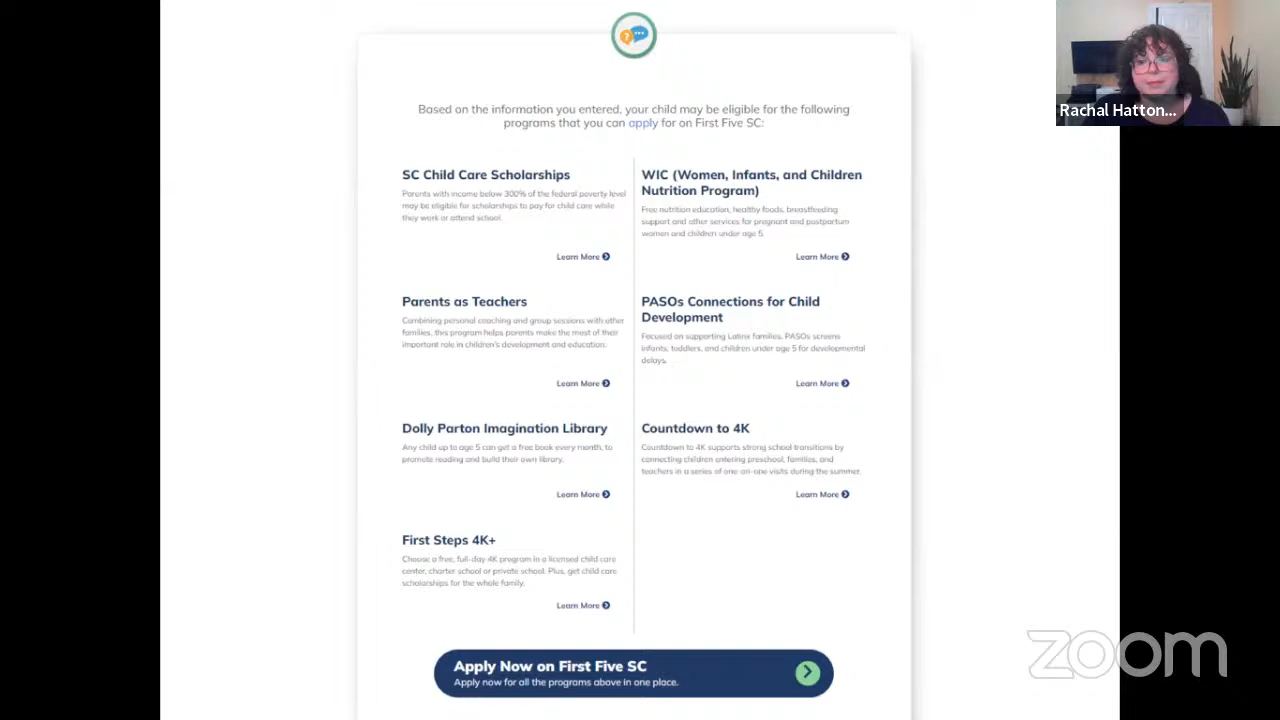 Based on the information you entered, your child may be eligible for the following
programs that you can apply for on First Five SC:
SC Child Care Scholarships
Parents with income below 300% of the federal poverty level
may be eligible for scholarships to pay for child care while
they work or attend school.
Learn More
WIC (Women, Infants, and Children
Nutrition Program)
Free nutrition education, healthy foods, breastfeeding
support and other services for pregnant and postpartum
women and children under age 5.
Learn More
Parents as Teachers
Combining personal coaching and group sessions with other
families, this program helps parents make the most of their
important role in children's development and education.
Learn More
PASOs Connections for Child
Development
Focused on supporting Latinx families, PASOs screens
infants, toddlers, and children under age 5 for developmental
delays.
Learn More
Dolly Parton Imagination Library
Any child up to age 5 can get a free book every month, to
promote reading and build their own library.
Learn More
Countdown to 4K
Countdown to 4K supports strong school transitions by
connecting children entering preschool, families, and
teachers in a series of one-on-one visits during the summer.
Learn More
First Steps 4K+
Choose a free, full-day 4K program in a licensed child care
center, charter school or private school. Plus, get child care
scholarships for the whole family.
Learn More
Apply Now on First Five SC
Apply now for all the programs above in one place.
Rachal Hatton...
zoom